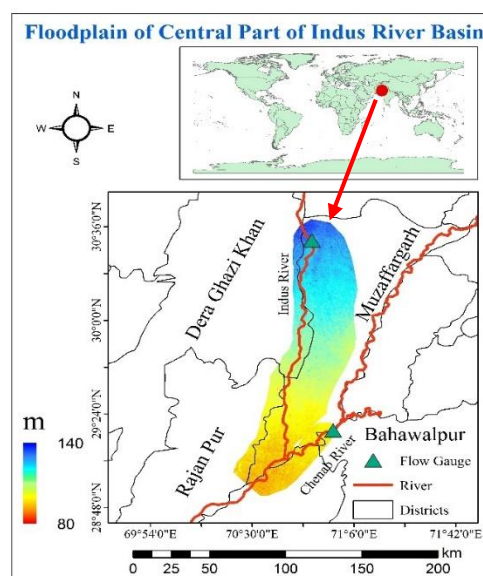 Floodplain of Central Part of Indus River Basin
N
W E
S
30°36'0"N
30°0'0"N
29°24'0"N
28°48'0"N
Dera Ghazi Khan
Indus River
Muzaffargarh
Rajan Pur
Chenab River
Bahawalpur
m
140
80
Flow Gauge
River
Districts
69°54'0"E 70°30'0"E 71°6'0"E 71°42'0"E
0 25 50 100 150 200
km